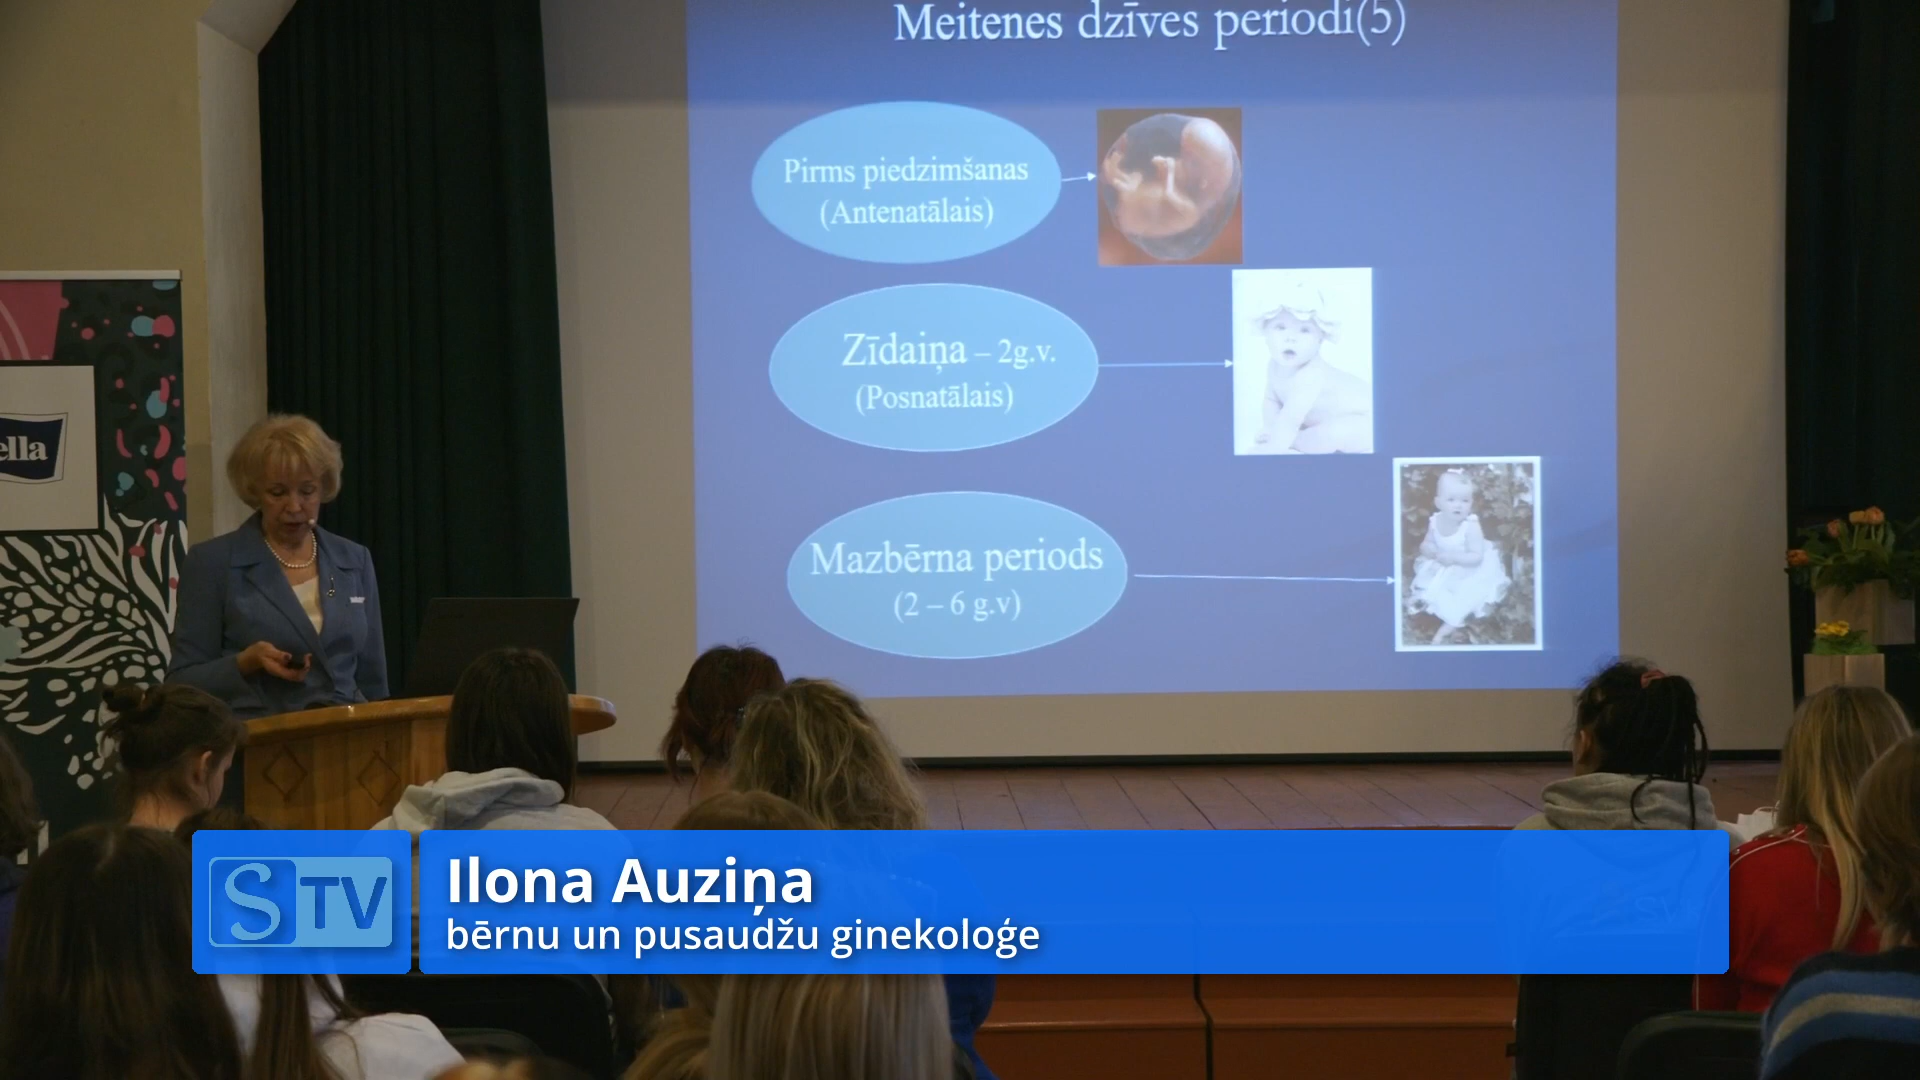 Meitenes dzīves periodi(5)
Pirms piedzimšanas
(Antenatālais)
Zīdaiņa – 2g.v.
(Posnatālais)
Mazbērna periods
(2 – 6 g.v)
ella
STV
Ilona Auziņa
bērnu un pusaudžu ginekoloģe